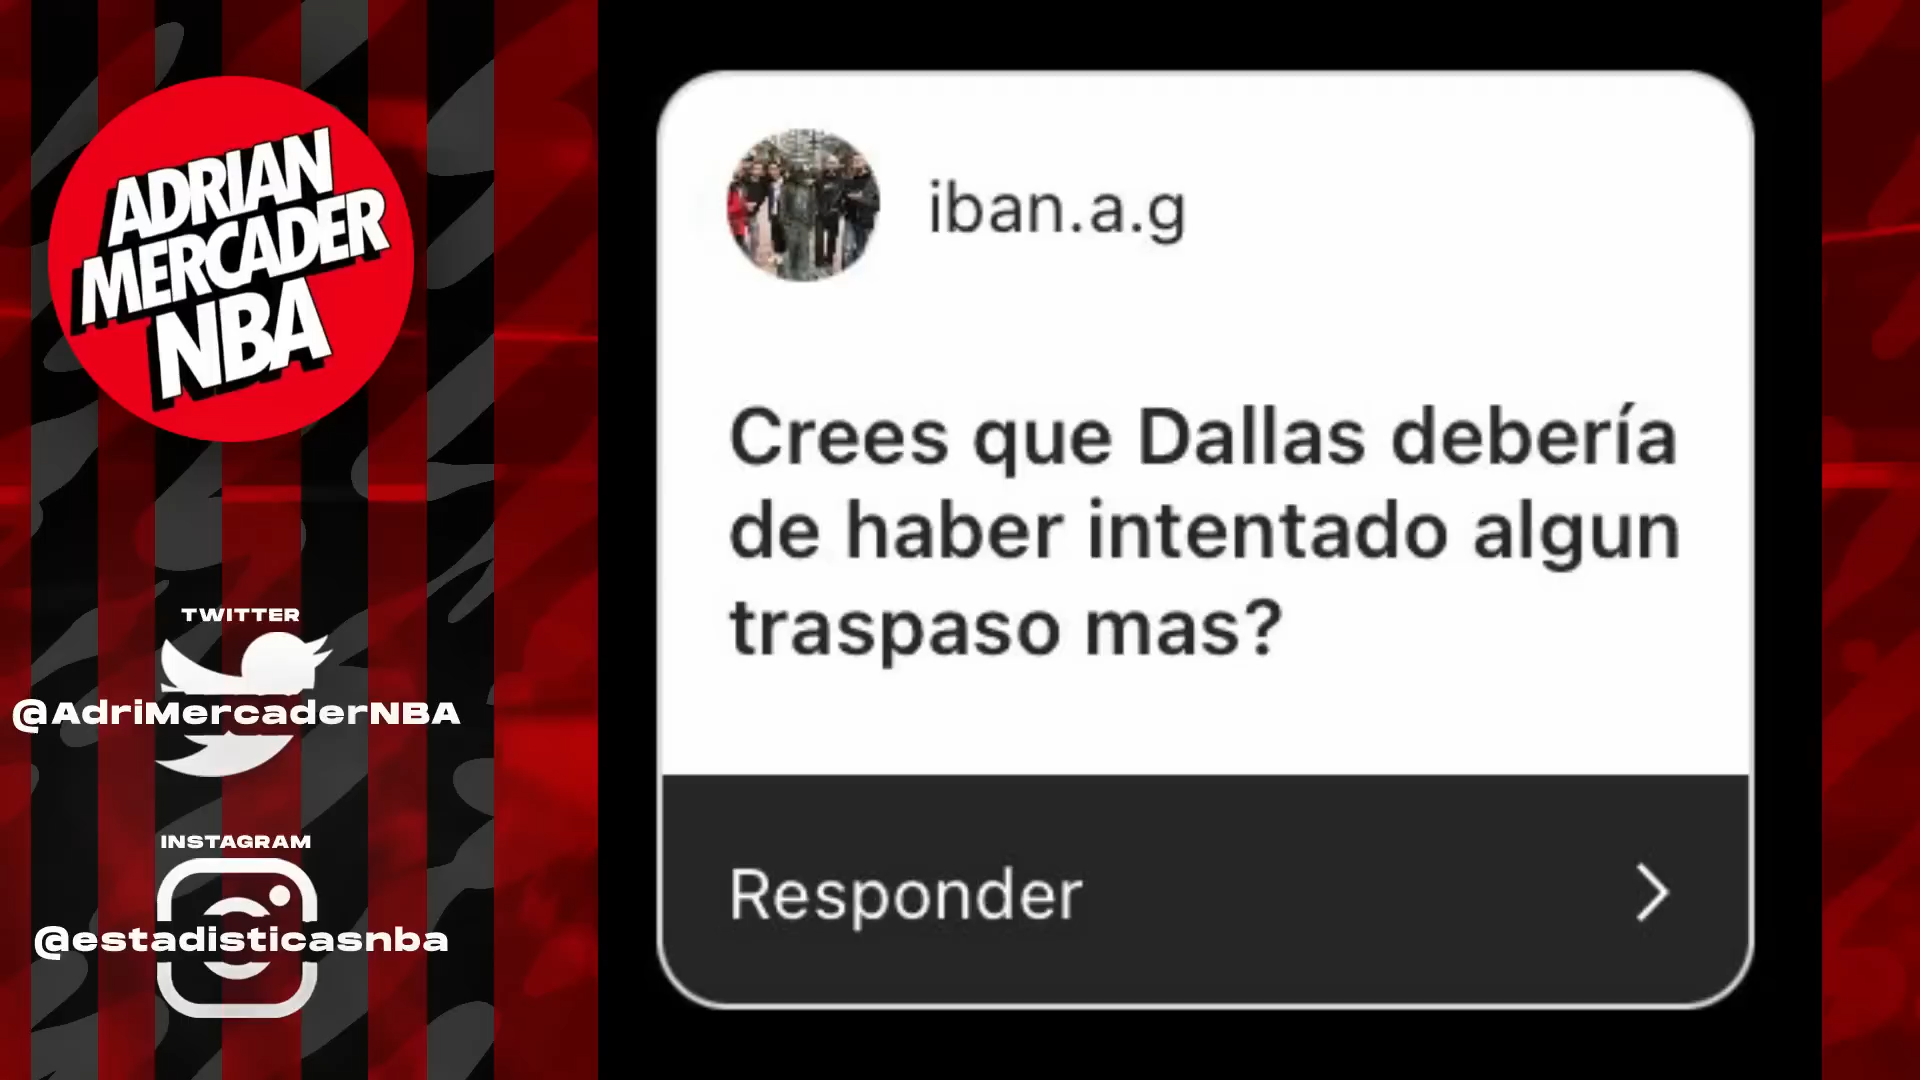 ADRIAN
MERCADER
NBA
TWITTER
@AdriMercaderNBA
INSTAGRAM
@estadisticasnba
iban.a.g
Crees que Dallas debería
de haber intentado algun
traspaso mas?
Responder